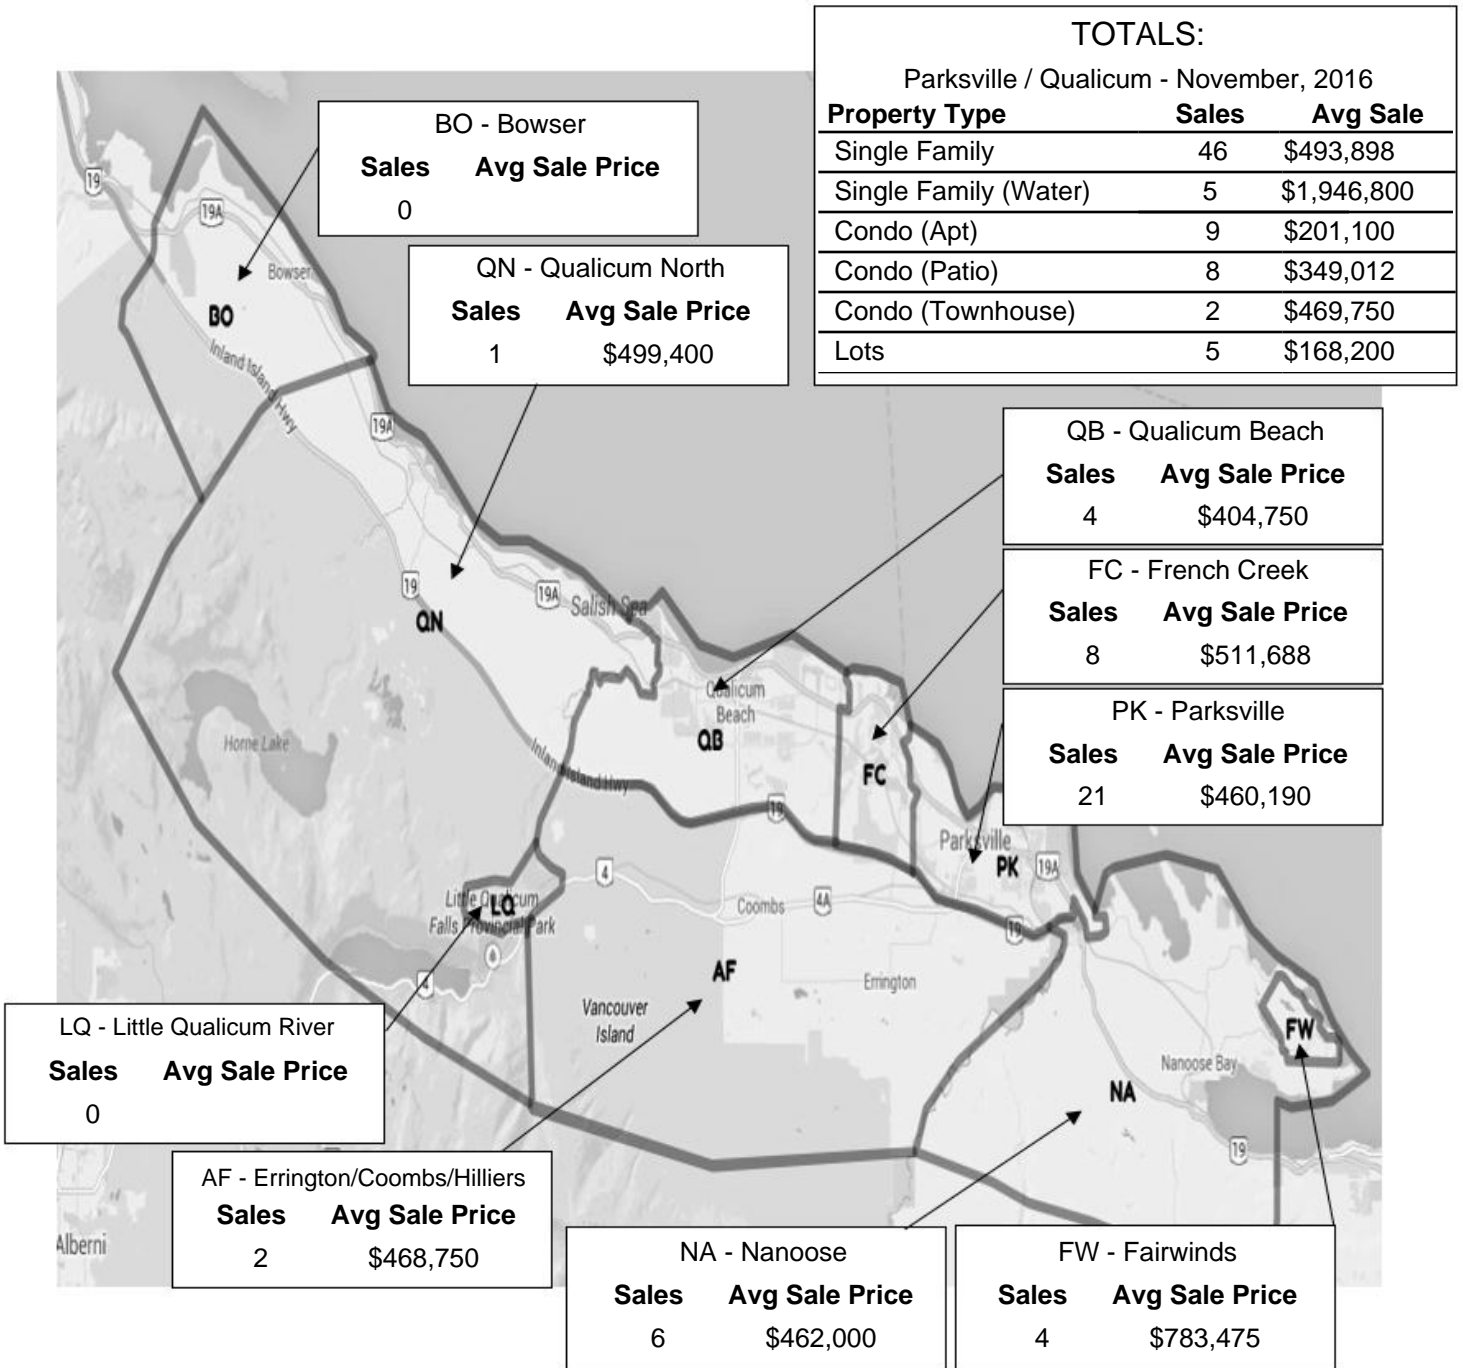 TOTALS:
Parksville / Qualicum - November, 2016
Property Type Sales Avg Sale
Single Family 46 $493,898
Single Family (Water) 5 $1,946,800
Condo (Apt) 9 $201,100
Condo (Patio) 8 $349,012
Condo (Townhouse) 2 $469,750
Lots 5 $168,200
BO - Bowser
Sales Avg Sale Price
0
QN - Qualicum North
Sales Avg Sale Price
1 $499,400
QB - Qualicum Beach
Sales Avg Sale Price
4 $404,750
FC - French Creek
Sales Avg Sale Price
8 $511,688
PK - Parksville
Sales Avg Sale Price
21 $460,190
LQ - Little Qualicum River
Sales Avg Sale Price
0
AF - Errington/Coombs/Hilliers
Sales Avg Sale Price
2 $468,750
NA - Nanoose
Sales Avg Sale Price
6 $462,000
FW - Fairwinds
Sales Avg Sale Price
4 $783,475
19
19A
Bowser
BO
Inland Island Hwy
19A
19
QN
19A
Salish Sea
Qualicum
Beach
QB
FC
Horne Lake
Inland Island Hwy
19
Parksville
PK
19A
4
Little Qualicum
Falls Provincial Park
LQ
Coombs
4A
19
4
AF
Errington
Vancouver
Island
FW
Nanoose Bay
NA
19
Alberni